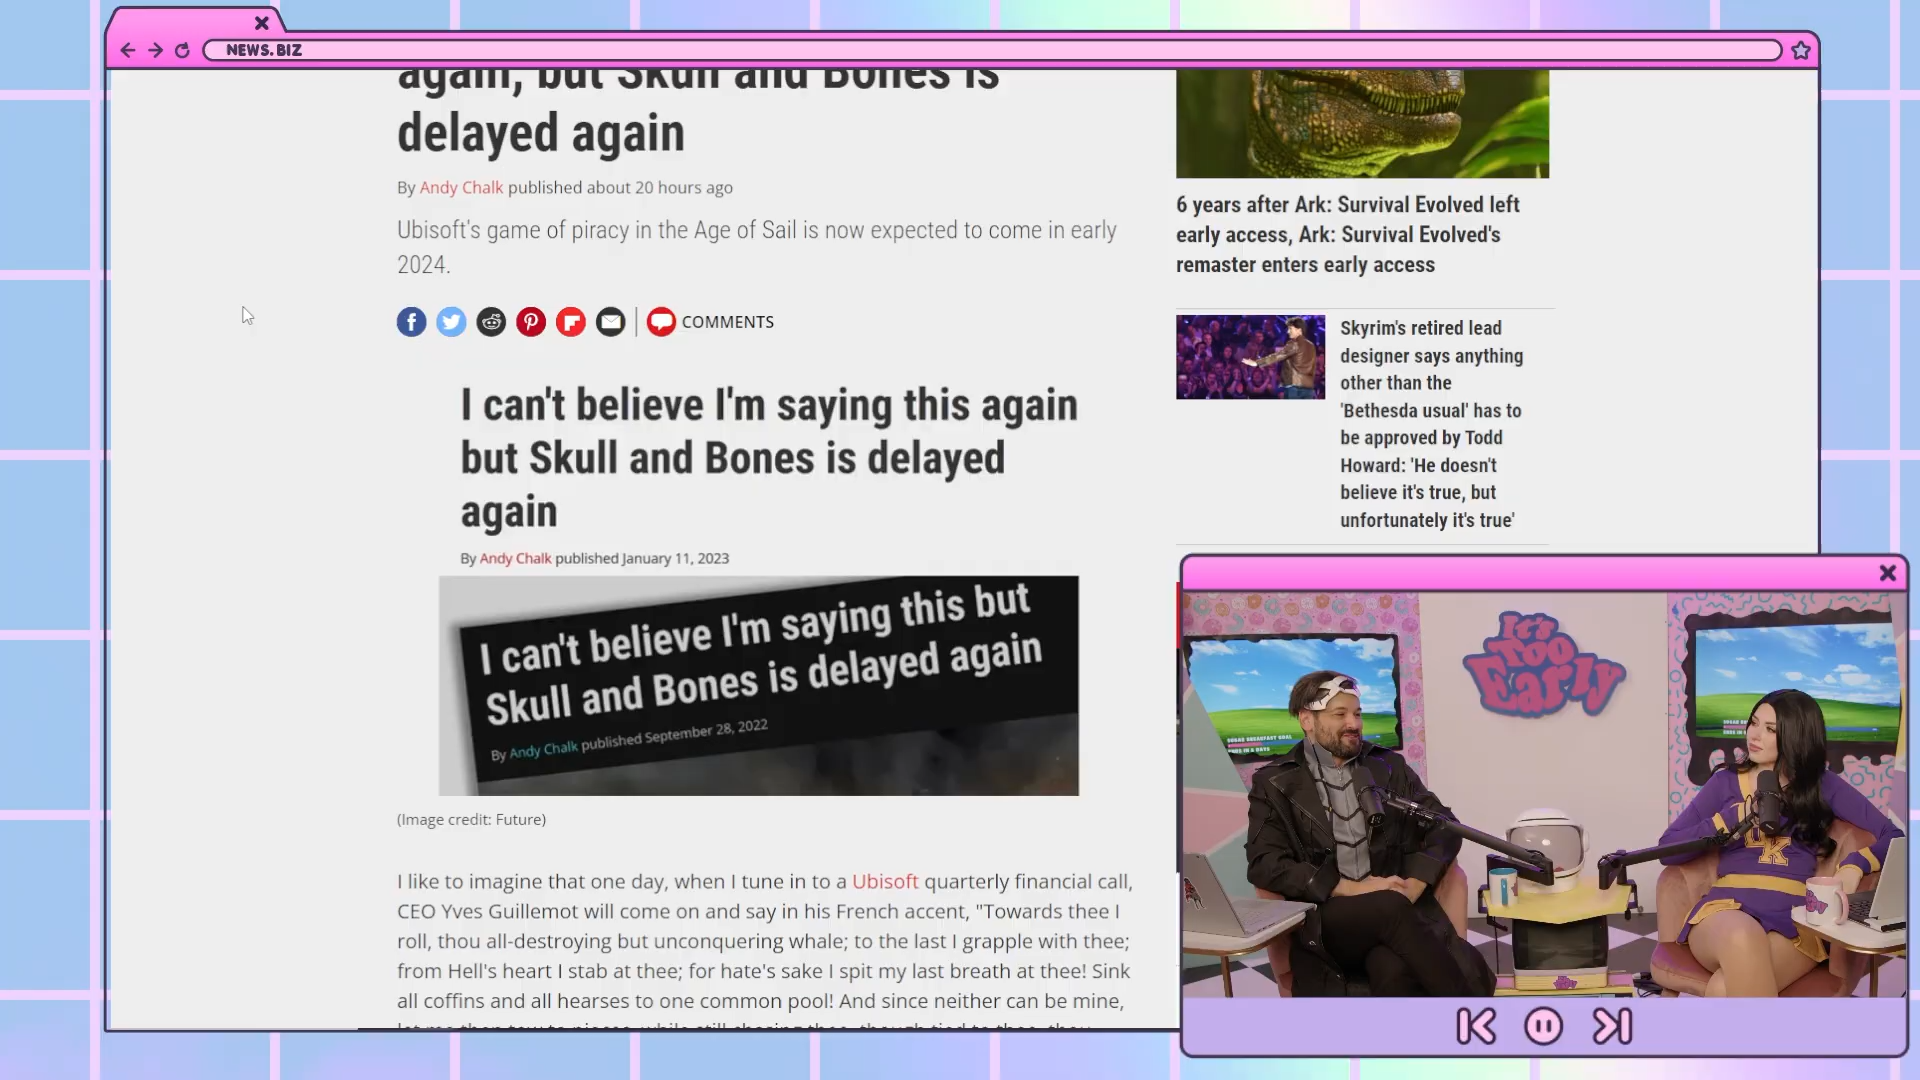 NEWS.BIZ
again, but Skull and Bones is
delayed again
By Andy Chalk published about 20 hours ago
Ubisoft's game of piracy in the Age of Sail is now expected to come in early
2024.
COMMENTS
I can't believe I'm saying this again
but Skull and Bones is delayed
again
By Andy Chalk published January 11, 2023
I can't believe I'm saying this but
Skull and Bones is delayed again
By Andy Chalk published September 28, 2022
(Image credit: Future)
I like to imagine that one day, when I tune in to a Ubisoft quarterly financial call,
CEO Yves Guillemot will come on and say in his French accent, "Towards thee I
roll, thou all-destroying but unconquering whale; to the last I grapple with thee;
from Hell's heart I stab at thee; for hate's sake I spit my last breath at thee! Sink
all coffins and all hearses to one common pool! And since neither can be mine,
6 years after Ark: Survival Evolved left
early access, Ark: Survival Evolved's
remaster enters early access
Skyrim's retired lead
designer says anything
other than the
'Bethesda usual' has to
be approved by Todd
Howard: 'He doesn't
believe it's true, but
unfortunately it's true'
It's
Too
Early